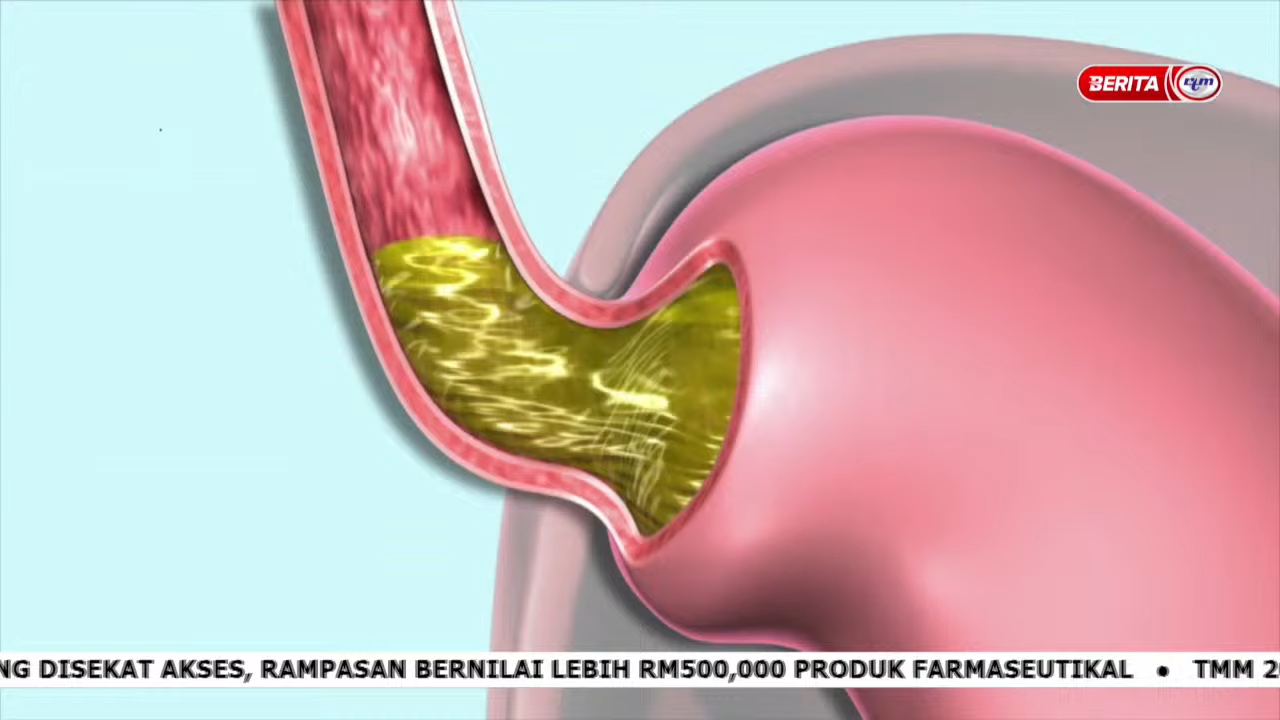 BERITA rtm
NG DISEKAT AKSES, RAMPASAN BERNILAI LEBIH RM500,000 PRODUK FARMASEUTIKAL • TMM 2